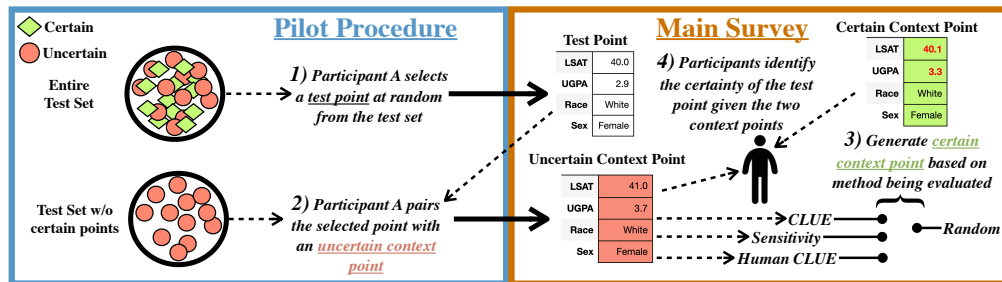 Certain
Uncertain
Entire
Test Set
Test Set w/o
certain points
Pilot Procedure
1) Participant A selects
a test point at random
from the test set
2) Participant A pairs
the selected point with
an uncertain context
point
Main Survey
Test Point
LSAT 40.0
UGPA 2.9
Race White
Sex Female
4) Participants identify
the certainty of the test
point given the two
context points
Certain Context Point
LSAT 40.1
UGPA 3.3
Race White
Sex Female
Uncertain Context Point
LSAT 41.0
UGPA 3.7
Race White
Sex Female
3) Generate certain
context point based on
method being evaluated
CLUE
Sensitivity
Human CLUE
Random